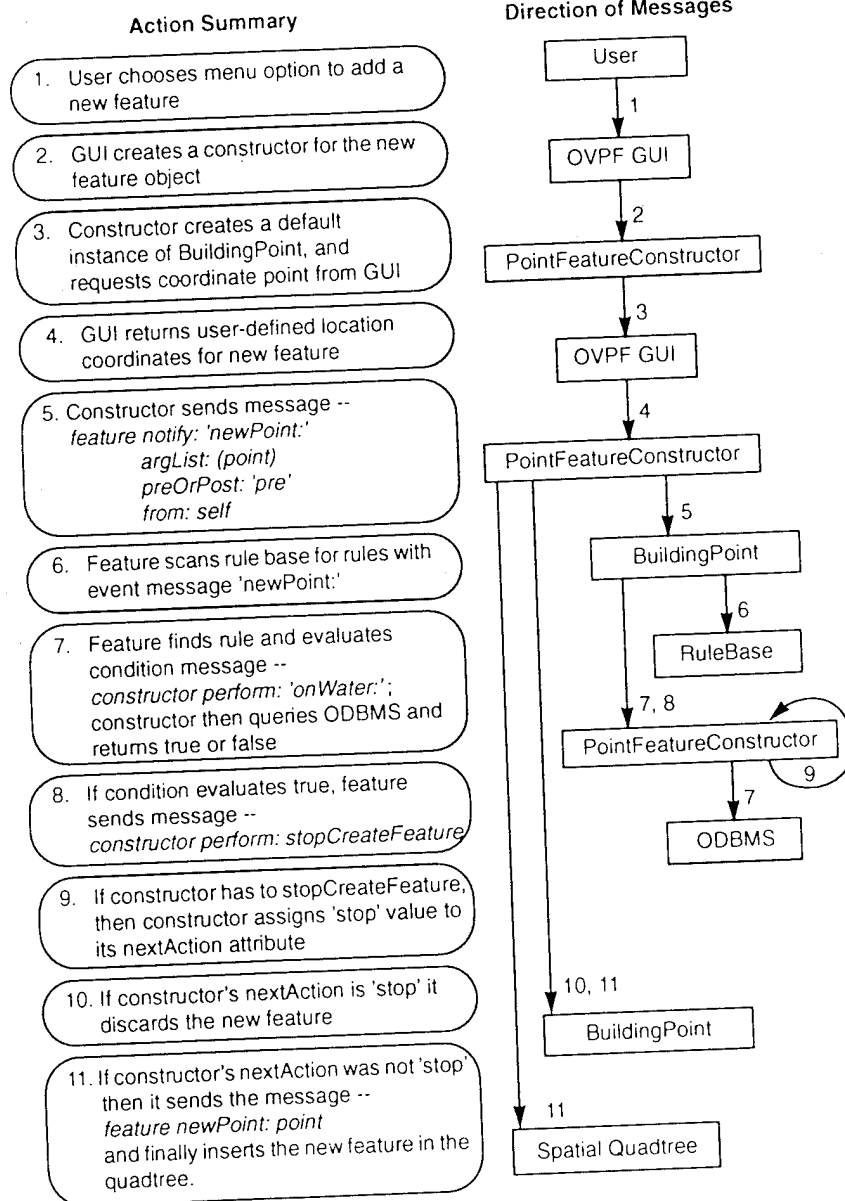 Action Summary
1. User chooses menu option to add a
new feature
2. GUI creates a constructor for the new
feature object
3. Constructor creates a default
instance of BuildingPoint, and
requests coordinate point from GUI
4. GUI returns user-defined location
coordinates for new feature
5. Constructor sends message --
feature notify: 'newPoint:'
argList: (point)
preOrPost: 'pre'
from: self
6. Feature scans rule base for rules with
event message 'newPoint:'
7. Feature finds rule and evaluates
condition message --
constructor perform: 'onWater:';
constructor then queries ODBMS and
returns true or false
8. If condition evaluates true, feature
sends message --
constructor perform: stopCreateFeature
9. If constructor has to stopCreateFeature,
then constructor assigns 'stop' value to
its nextAction attribute
10. If constructor's nextAction is 'stop' it
discards the new feature
11. If constructor's nextAction was not 'stop'
then it sends the message --
feature newPoint: point
and finally inserts the new feature in the
quadtree.
Direction of Messages
User
1
OVPF GUI
2
PointFeatureConstructor
3
OVPF GUI
4
PointFeatureConstructor
5
BuildingPoint
6
RuleBase
7, 8
PointFeatureConstructor
9
7
ODBMS
10, 11
BuildingPoint
11
Spatial Quadtree